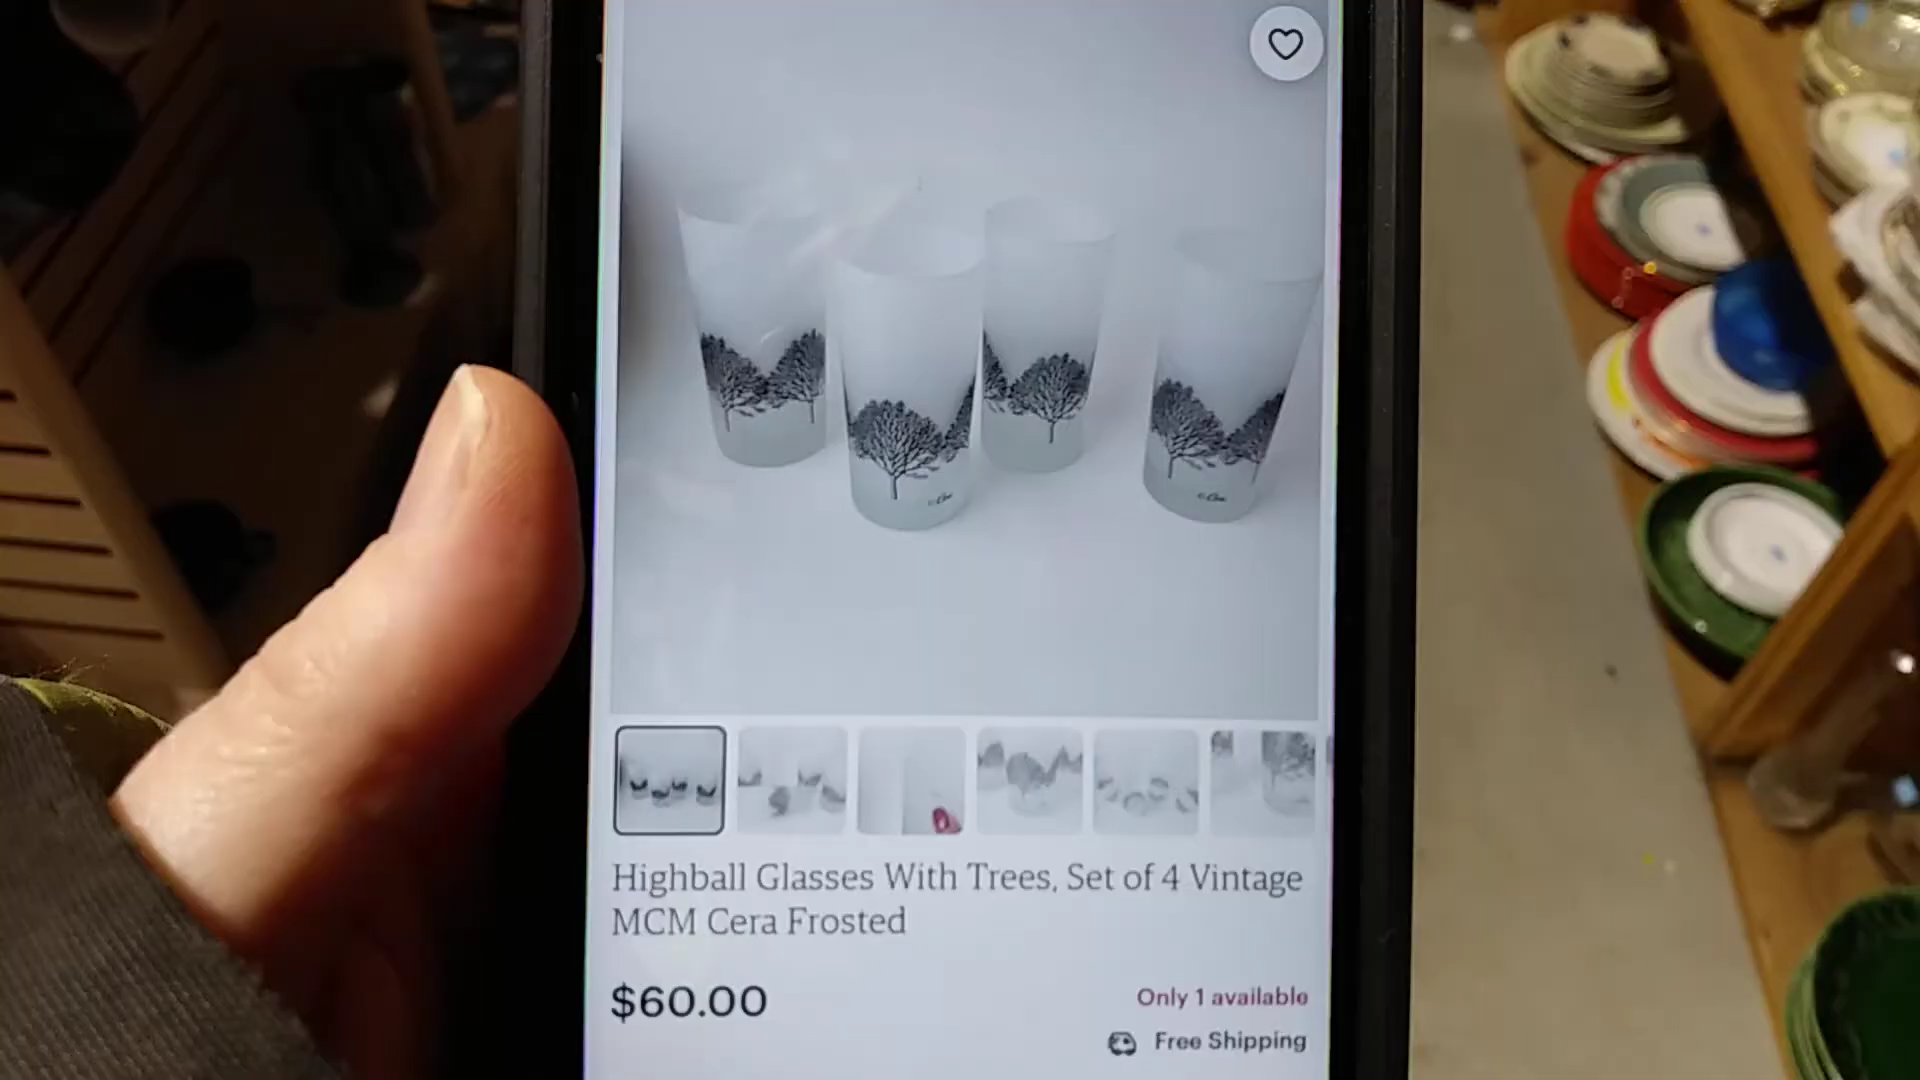 Highball Glasses With Trees, Set of 4 Vintage
MCM Cera Frosted
$60.00
Only 1 available
Free Shipping